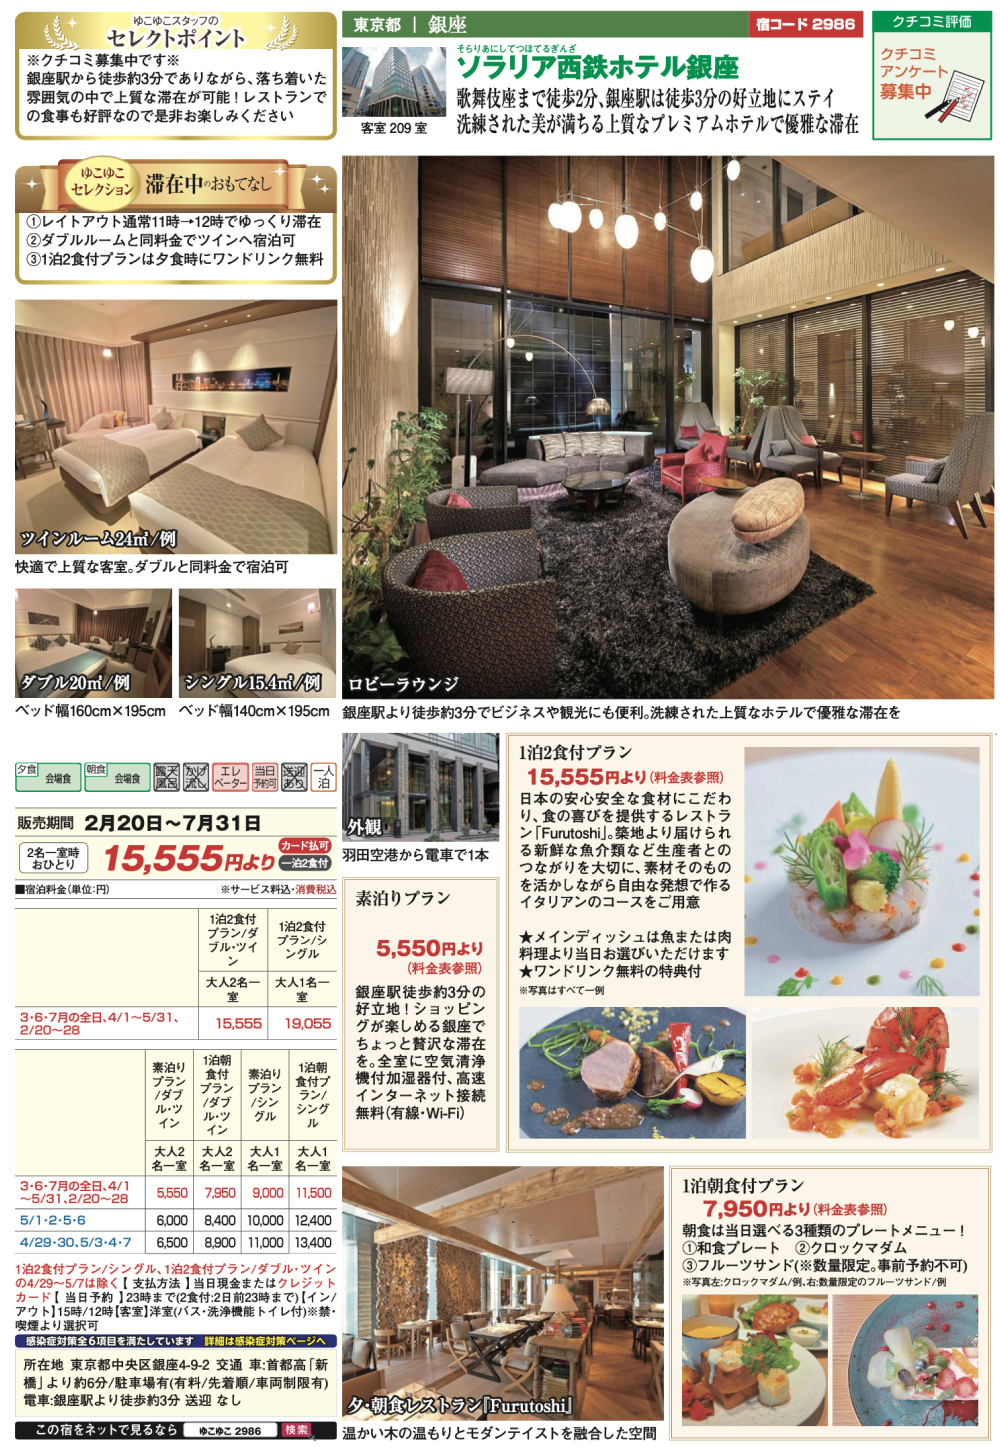 ゆこゆこスタッフの
セレクトポイント
※クチコミ募集中です※
銀座駅から徒歩約3分でありながら、落ち着いた
雰囲気の中で上質な滞在が可能！レストランで
の食事も好評なので是非お楽しみください
東京都 | 銀座
宿コード 2986
そらりあにしてつほてるぎんざ
ソラリア西鉄ホテル銀座
客室 209 室
歌舞伎座まで徒歩2分、銀座駅は徒歩3分の好立地にステイ
洗練された美が満ちる上質なプレミアムホテルで優雅な滞在
クチコミ評価
クチコミ
アンケート
募集中
ゆこゆこ
セレクション
滞在中のおもてなし
①レイトアウト通常11時→12時でゆっくり滞在
②ダブルルームと同料金でツインへ宿泊可
③1泊2食付プランは夕食時にワンドリンク無料
ツインルーム24㎡/例
快適で上質な客室。ダブルと同料金で宿泊可
ダブル20㎡/例
シングル15.4㎡/例
ベッド幅160cm×195cm
ベッド幅140cm×195cm
ロビーラウンジ
銀座駅より徒歩約3分でビジネスや観光にも便利。洗練された上質なホテルで優雅な滞在を
夕食 会場食
朝食 会場食
露天風呂
かけ流し
エレベーター
当日予約可
送迎あり
一人泊
販売期間 2月20日～7月31日
2名一室時
おひとり
15,555円より
カード払可
一泊2食付
■宿泊料金(単位:円)
※サービス料込・消費税込
1泊2食付プラン/ダブル・ツイン
1泊2食付プラン/シングル
大人2名一室
大人1名一室
3・6・7月の全日、4/1～5/31、2/20～28
15,555 19,055
素泊りプラン/ダブル・ツイン
1泊朝食付プラン/ダブル・ツイン
素泊りプラン/シングル
1泊朝食付プラン/シングル
大人2名一室 大人2名一室 大人1名一室 大人1名一室
3・6・7月の全日、4/1～5/31、2/20～28
5,550 7,950 9,000 11,500
5/1・2・5・6 6,000 8,400 10,000 12,400
4/29・30、5/3・4・7 6,500 8,900 11,000 13,400
1泊2食付プラン/シングル、1泊2食付プラン/ダブル・ツイン
の4/29～5/7は除く【 支払方法 】当日現金またはクレジット
カード【 当日予約 】23時まで(2食付:2日前23時まで)【イン/
アウト】15時/12時【客室】洋室(バス・洗浄機能トイレ付)※禁・
喫煙より選択可
感染症対策全6項目を満たしています 詳細は感染症対策ページへ
所在地 東京都中央区銀座4-9-2 交通 車:首都高「新
橋」より約6分/駐車場有(有料/先着順/車両制限有)
電車:銀座駅より徒歩約3分 送迎 なし
この宿をネットで見るなら ゆこゆこ 2986 検索
外観
羽田空港から電車で1本
素泊りプラン
5,550円より
(料金表参照)
銀座駅徒歩約3分の
好立地！ショッピン
グが楽しめる銀座で
ちょっと贅沢な滞在
を。全室に空気清浄
機付加湿器付、高速
インターネット接続
無料(有線・Wi-Fi)
1泊2食付プラン
15,555円より(料金表参照)
日本の安心安全な食材にこだわ
り、食の喜びを提供するレストラ
ン「Furutoshi」。築地より届けられ
る新鮮な魚介類など生産者との
つながりを大切に、素材そのもの
を活かしながら自由な発想で作る
イタリアンのコースをご用意
★メインディッシュは魚または肉
料理より当日お選びいただけます
★ワンドリンク無料の特典付
※写真はすべて一例
夕・朝食レストラン『Furutoshi』
温かい木の温もりとモダンテイストを融合した空間
1泊朝食付プラン
7,950円より(料金表参照)
朝食は当日選べる3種類のプレートメニュー！
①和食プレート ②クロックマダム
③フルーツサンド(※数量限定。事前予約不可)
※写真左:クロックマダム/例、右:数量限定のフルーツサンド/例